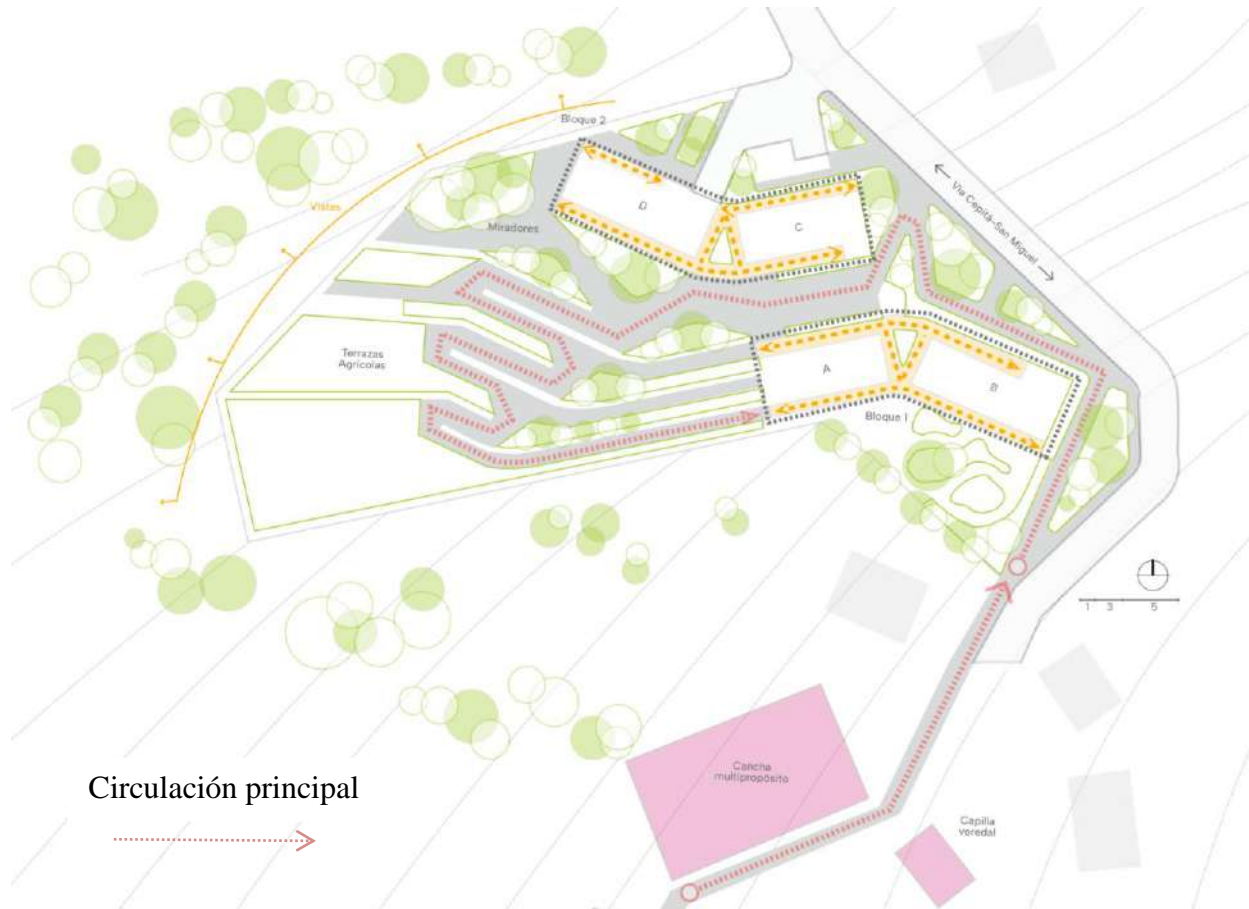 Bloque 2
Vía Cepitá-San Miguel
Vistas
D
C
Miradores
Terrazas
Agrícolas
A
B
Bloque 1
1 3 5
Cancha
multipropósito
Capilla
veredal
Circulación principal